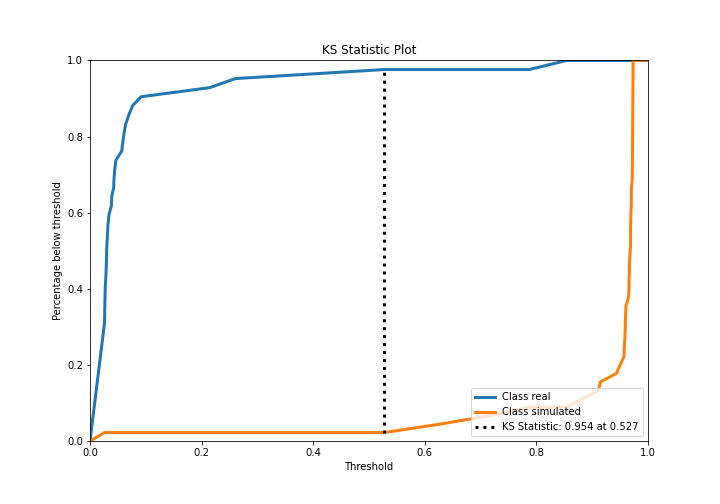 KS Statistic Plot
1.0
0.8
0.6
0.4
0.2
0.0
Percentage below threshold
0.0 0.2 0.4 0.6 0.8 1.0
Threshold
Class real
Class simulated
KS Statistic: 0.954 at 0.527